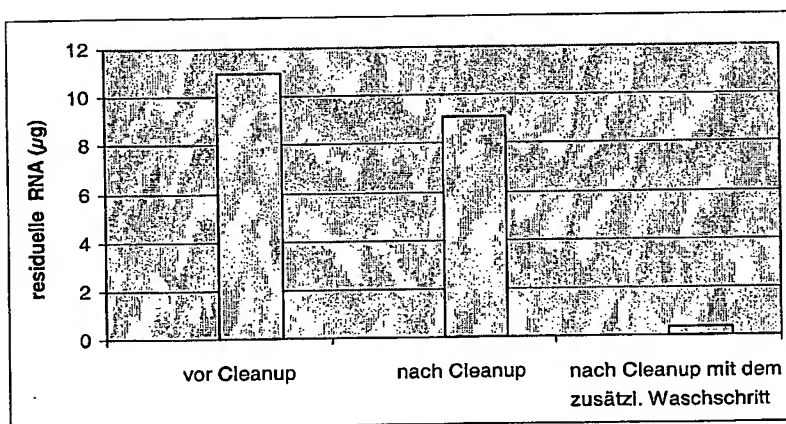 residuelle RNA (µg)
12
10
8
6
4
2
0
vor Cleanup
nach Cleanup
nach Cleanup mit dem
zusätzl. Waschschritt